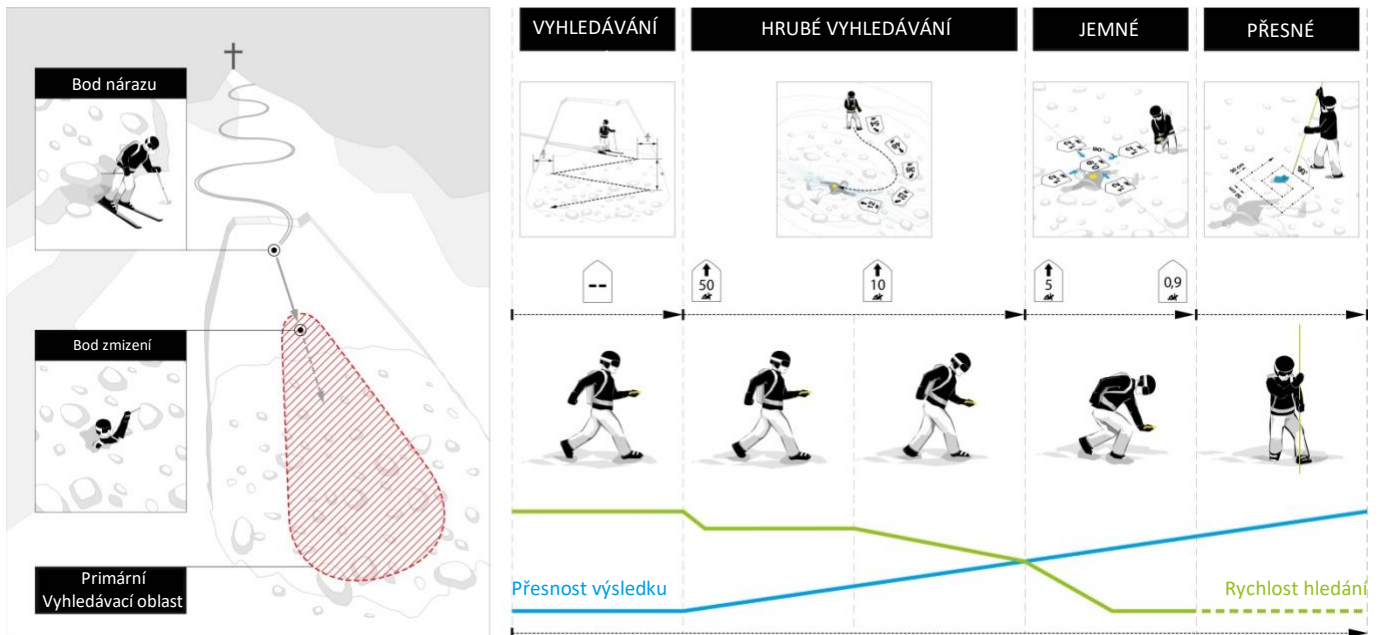 Bod nárazu
Bod zmizení
Primární
Vyhledávací oblast
VYHLEDÁVÁNÍ
HRUBÉ VYHLEDÁVÁNÍ
JEMNÉ
PŘESNÉ
--
50
10
5
0,9
Přesnost výsledku
Rychlost hledání